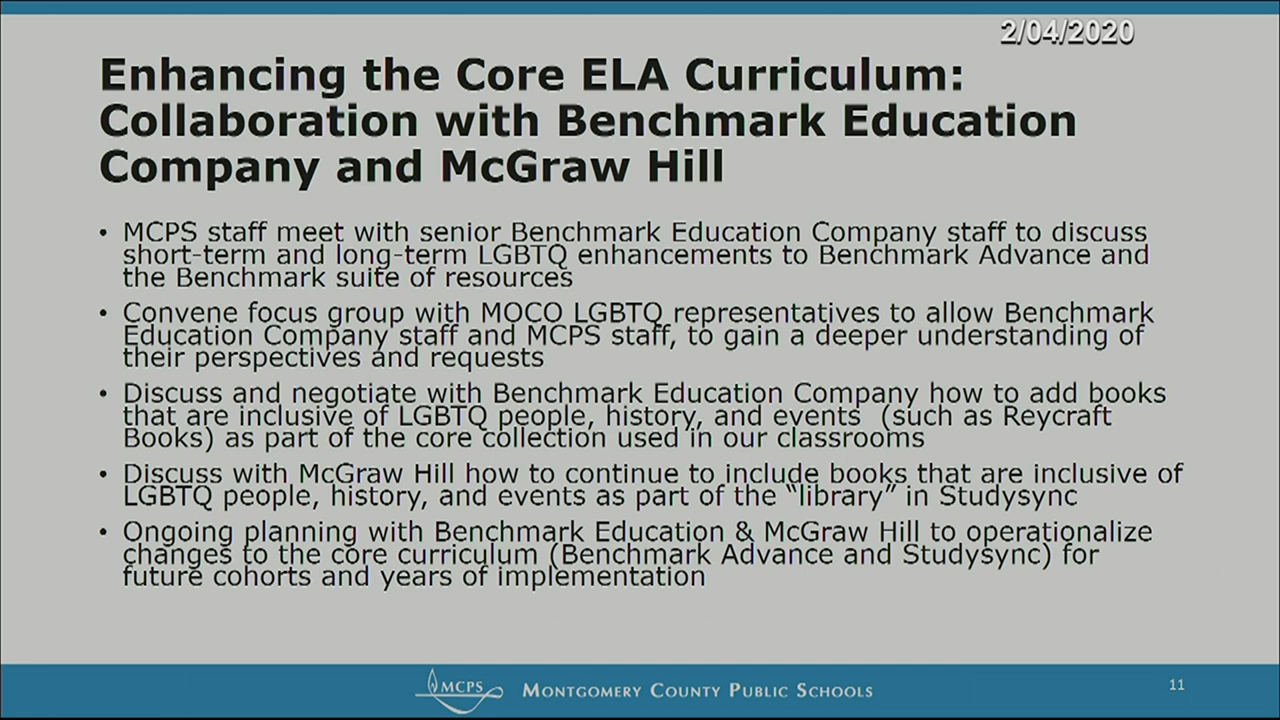 2/04/2020
Enhancing the Core ELA Curriculum:
Collaboration with Benchmark Education
Company and McGraw Hill
• MCPS staff meet with senior Benchmark Education Company staff to discuss
short-term and long-term LGBTQ enhancements to Benchmark Advance and
the Benchmark suite of resources
• Convene focus group with MOCO LGBTQ representatives to allow Benchmark
Education Company staff and MCPS staff, to gain a deeper understanding of
their perspectives and requests
• Discuss and negotiate with Benchmark Education Company how to add books
that are inclusive of LGBTQ people, history, and events (such as Reycraft
Books) as part of the core collection used in our classrooms
• Discuss with McGraw Hill how to continue to include books that are inclusive of
LGBTQ people, history, and events as part of the “library” in Studysync
• Ongoing planning with Benchmark Education & McGraw Hill to operationalize
changes to the core curriculum (Benchmark Advance and Studysync) for
future cohorts and years of implementation
MCPS MONTGOMERY COUNTY PUBLIC SCHOOLS
11